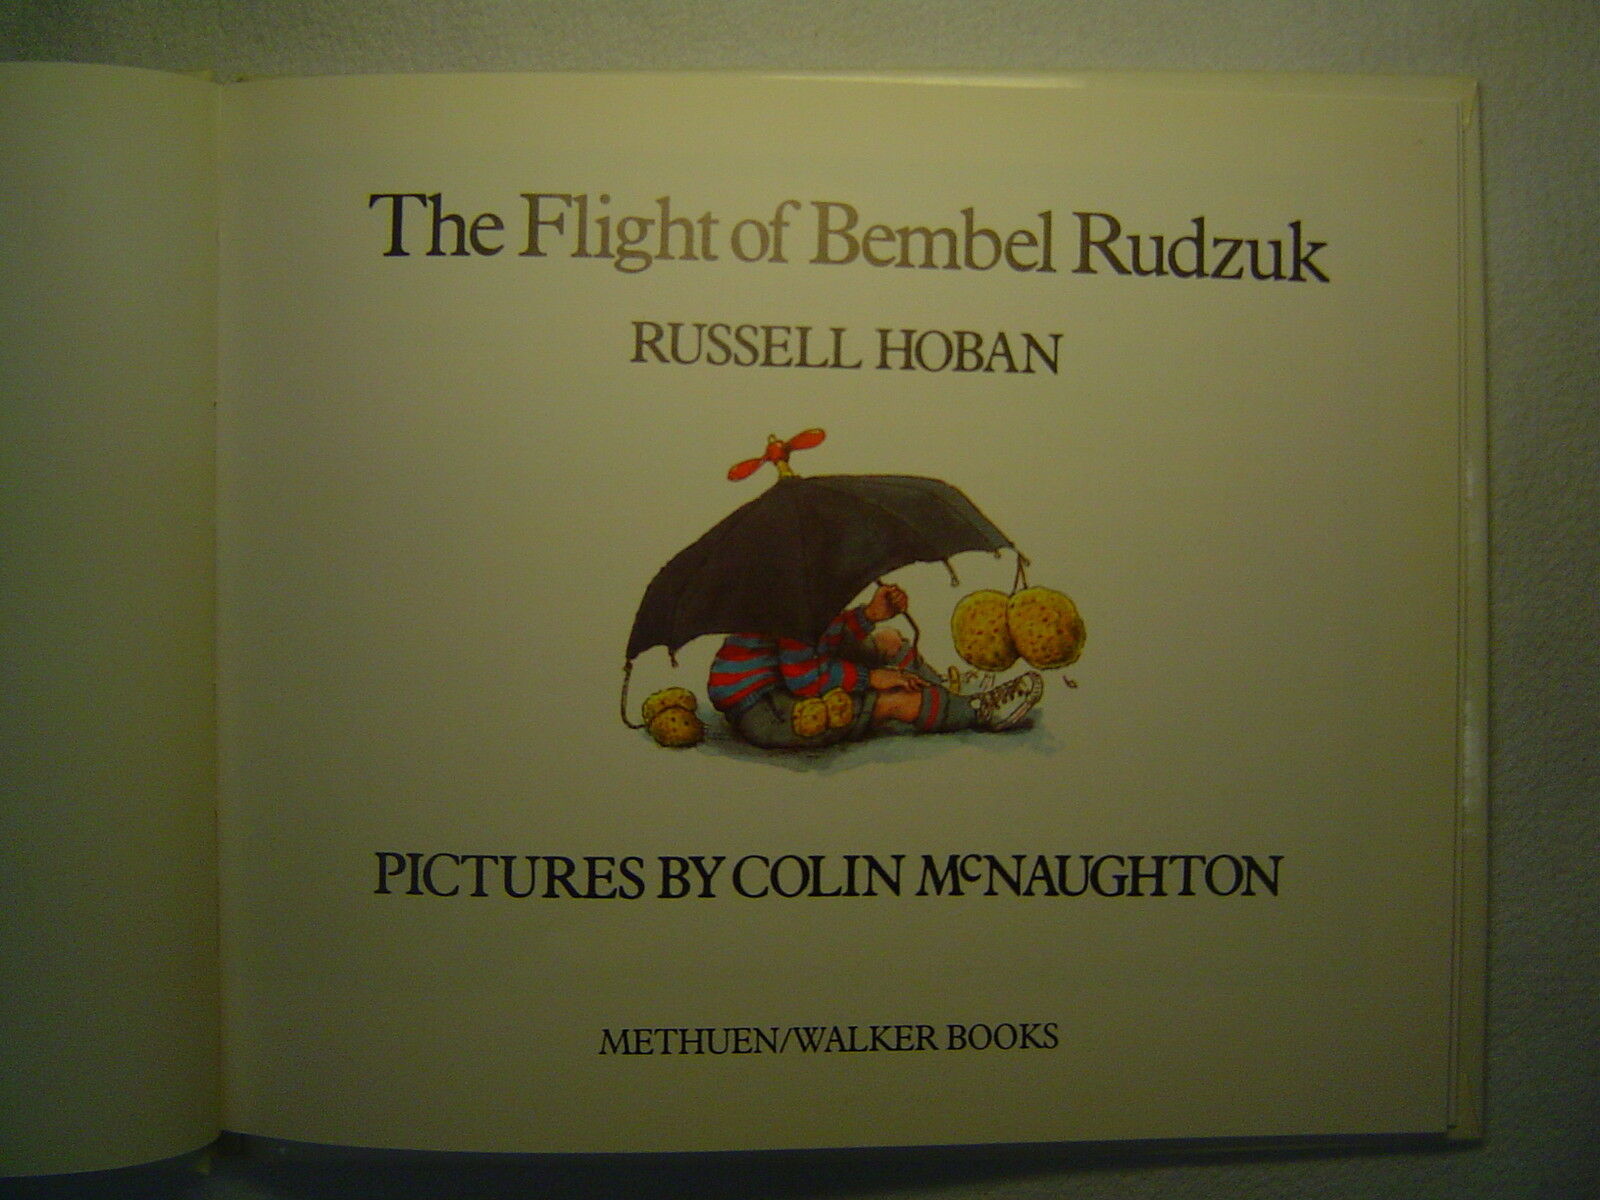 The Flight of Bembel Rudzuk
RUSSELL HOBAN
PICTURES BY COLIN McNAUGHTON
METHUEN/WALKER BOOKS